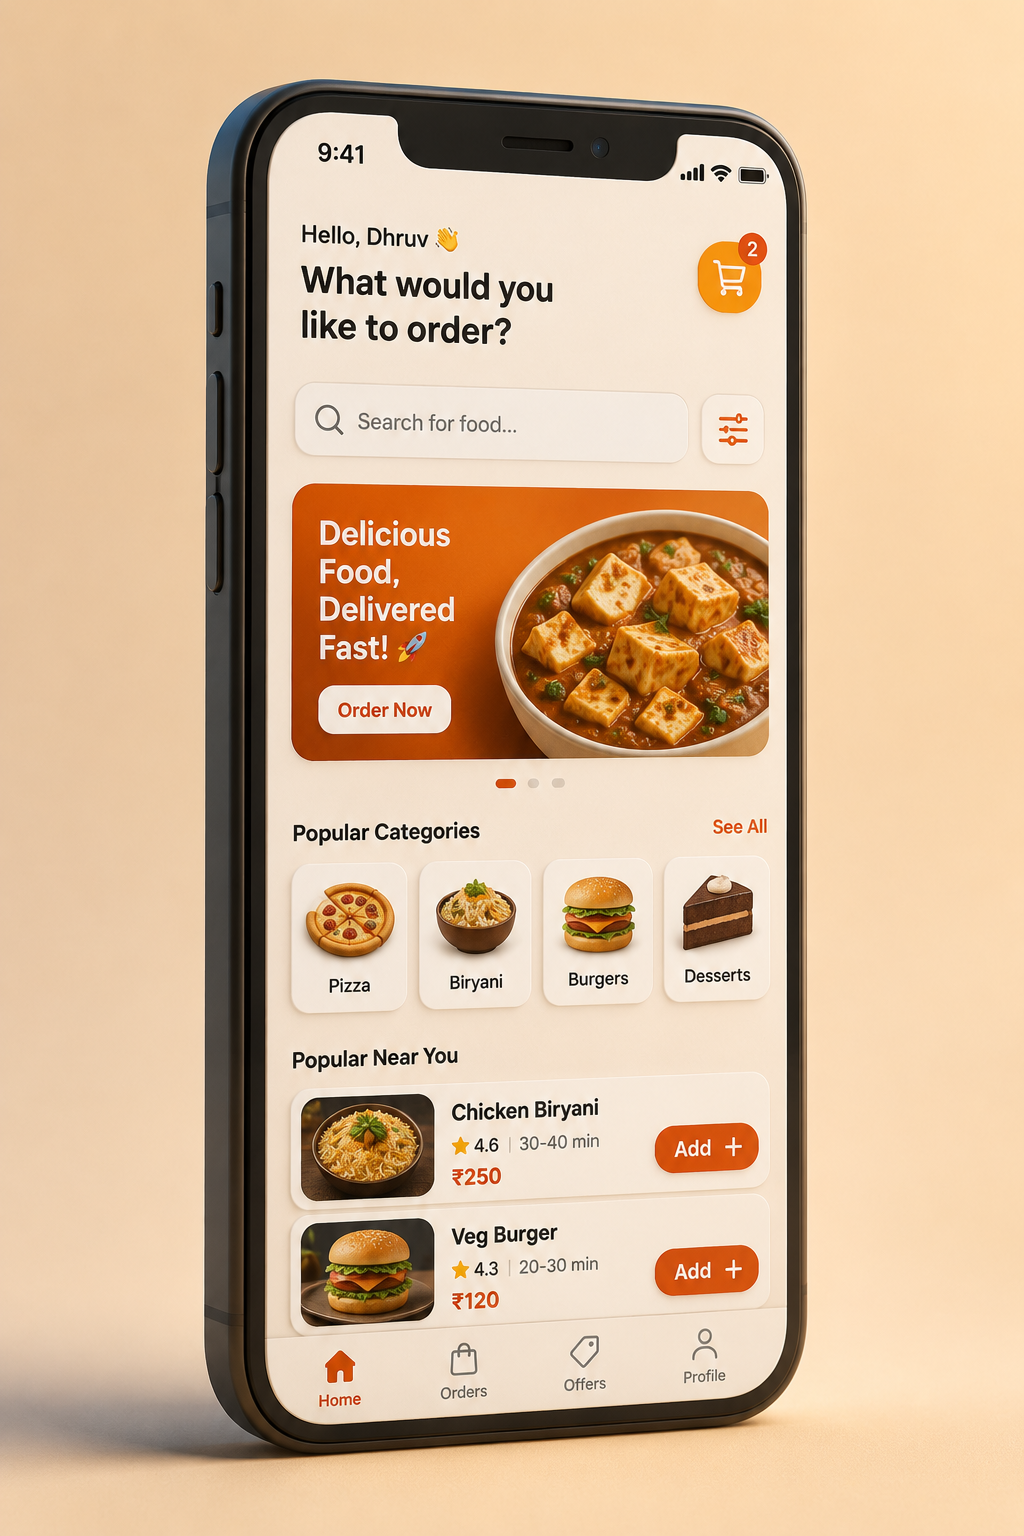 9:41
Hello, Dhruv 👋
2
What would you
like to order?
Search for food...
Delicious
Food,
Delivered
Fast! 🚀
Order Now
Popular Categories
See All
Pizza
Biryani
Burgers
Desserts
Popular Near You
Chicken Biryani
4.6 | 30-40 min
₹250
Add +
Veg Burger
4.3 | 20-30 min
₹120
Add +
Home
Orders
Offers
Profile